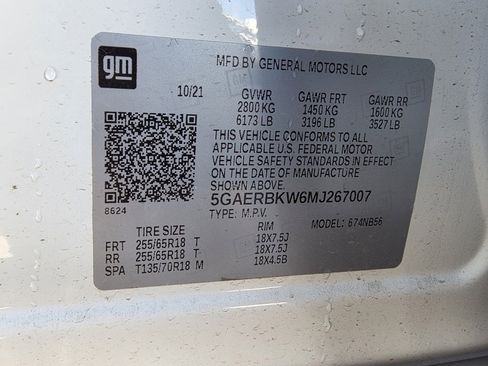 gm
MFD BY GENERAL MOTORS LLC
10/21 GVWR GAWR FRT GAWR RR
2800 KG 1450 KG 1600 KG
6173 LB 3196 LB 3527 LB
THIS VEHICLE CONFORMS TO ALL
APPLICABLE U.S. FEDERAL MOTOR
VEHICLE SAFETY STANDARDS IN EFFECT
ON THE DATE OF MANUFACTURE
SHOWN ABOVE.
5GAERBKW6MJ267007
8624 TYPE: M.P.V. MODEL: 674NB56
TIRE SIZE RIM
FRT 255/65R18 T 18X7.5J
RR 255/65R18 T 18X7.5J
SPA T135/70R18 M 18X4.5B